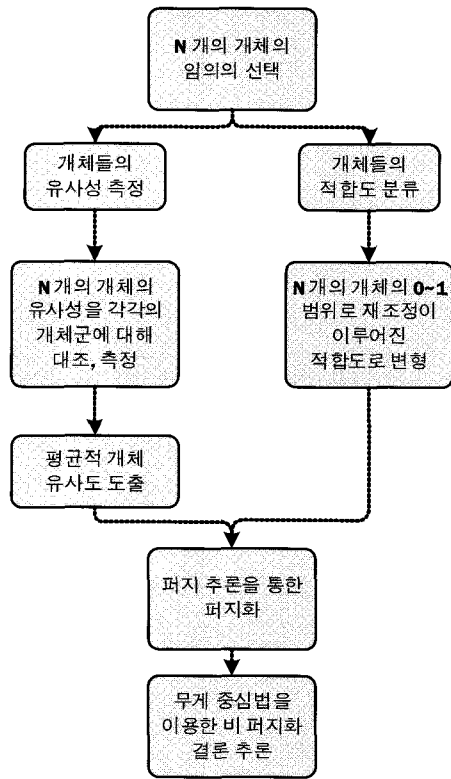 N 개의 개체의
임의의 선택
개체들의
유사성 측정
개체들의
적합도 분류
N 개의 개체의
유사성을 각각의
개체군에 대해
대조, 측정
N 개의 개체의 0~1
범위로 재조정이
이루어진
적합도로 변형
평균적 개체
유사도 도출
퍼지 추론을 통한
퍼지화
무게 중심법을
이용한 비 퍼지화
결론 추론